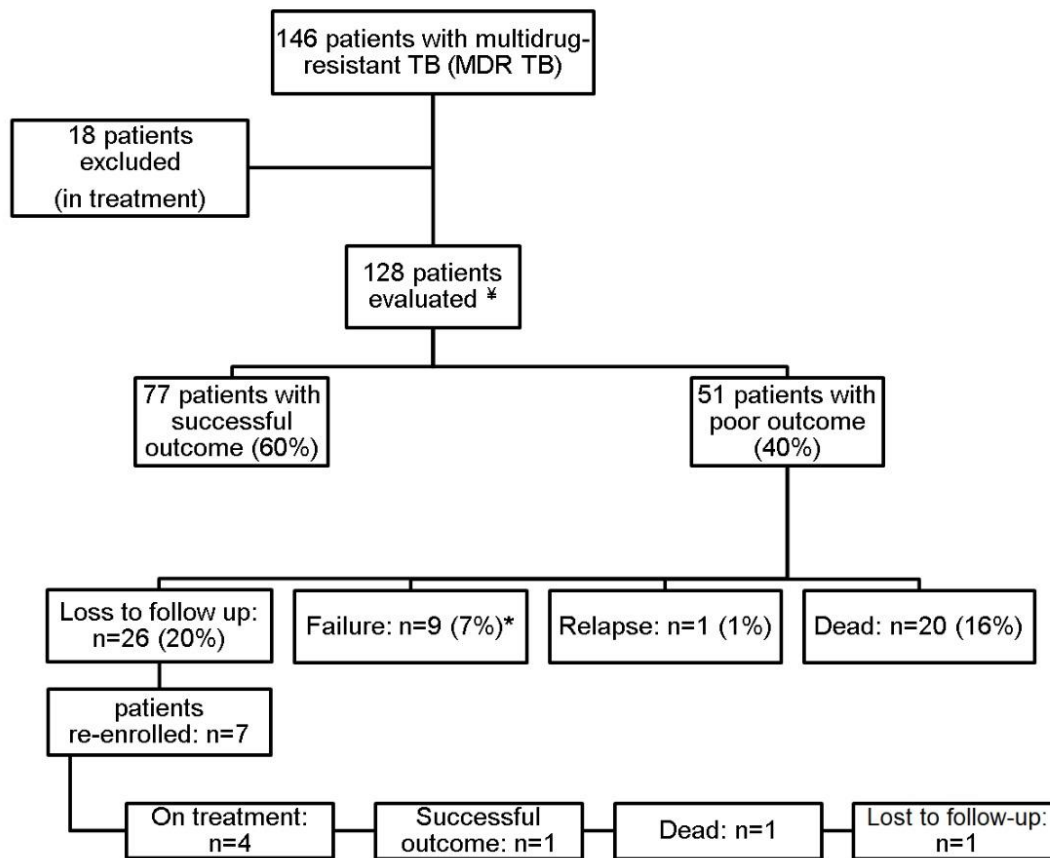 146 patients with multidrug-
resistant TB (MDR TB)
18 patients
excluded
(in treatment)
128 patients
evaluated ¥
77 patients with
successful
outcome (60%)
51 patients with
poor outcome
(40%)
Loss to follow up:
n=26 (20%)
Failure: n=9 (7%)*
Relapse: n=1 (1%)
Dead: n=20 (16%)
patients
re-enrolled: n=7
On treatment:
n=4
Successful
outcome: n=1
Dead: n=1
Lost to follow-up:
n=1